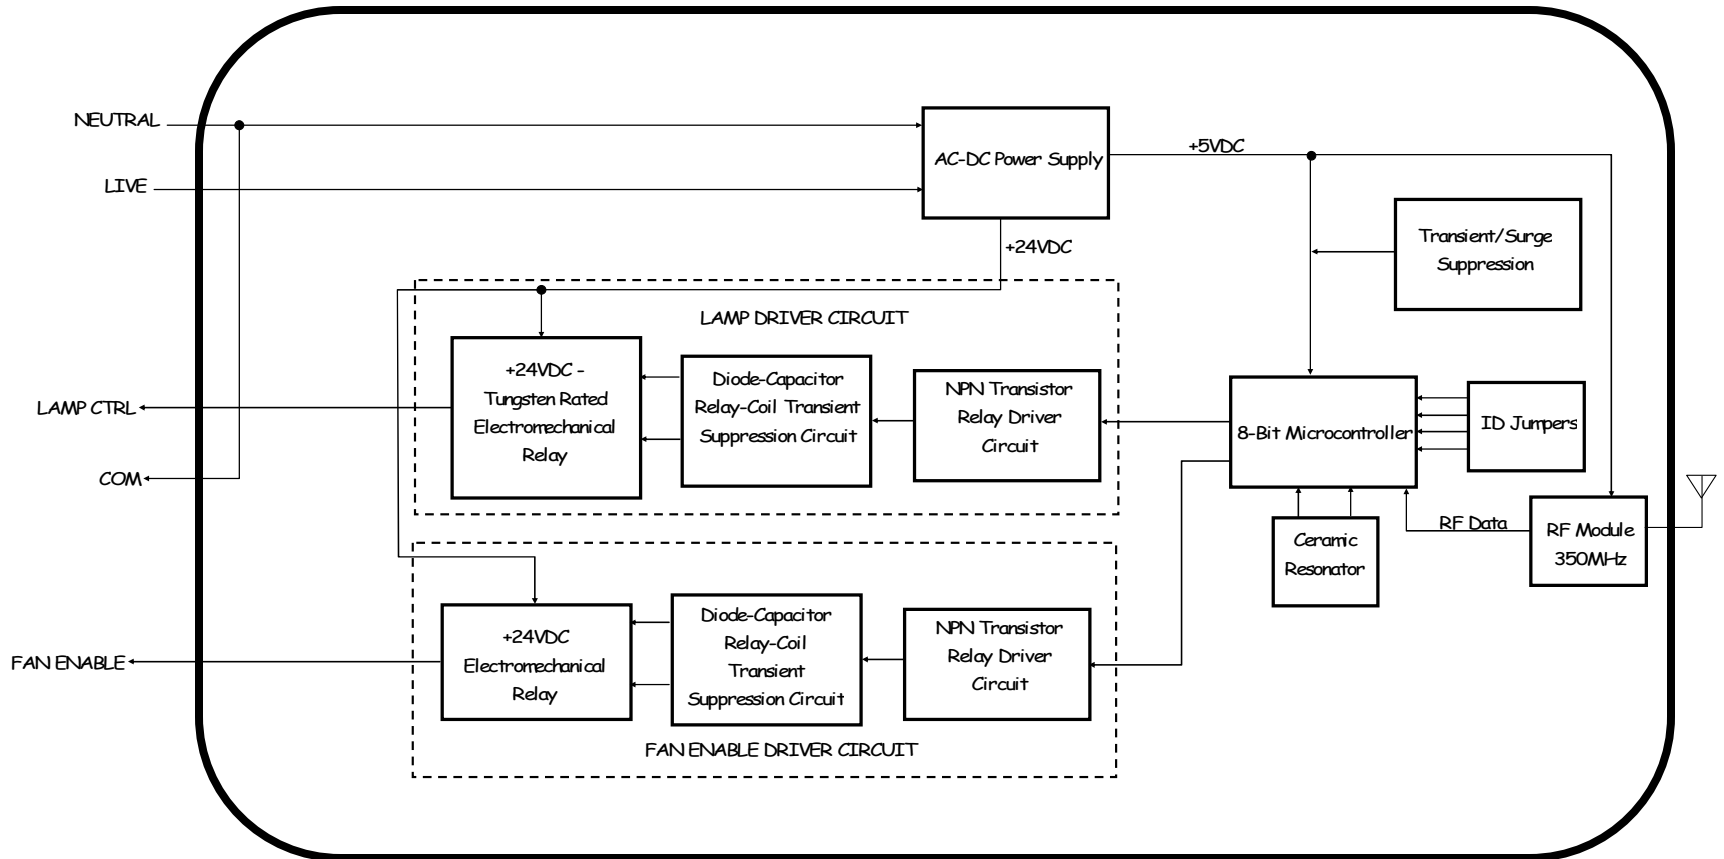 NEUTRAL
AC-DC Power Supply
+5VDC
LIVE
Transient/Surge
Suppression
+24VDC
LAMP DRIVER CIRCUIT
+24VDC -
Tungsten Rated
Electromechanical
Relay
Diode-Capacitor
Relay-Coil Transient
Suppression Circuit
NPN Transistor
Relay Driver
Circuit
8-Bit Microcontroller
ID Jumpers
LAMP CTRL
COM
RF Data
RF Module
350MHz
Ceramic
Resonator
+24VDC
Electromechanical
Relay
Diode-Capacitor
Relay-Coil
Transient
Suppression Circuit
NPN Transistor
Relay Driver
Circuit
FAN ENABLE
FAN ENABLE DRIVER CIRCUIT